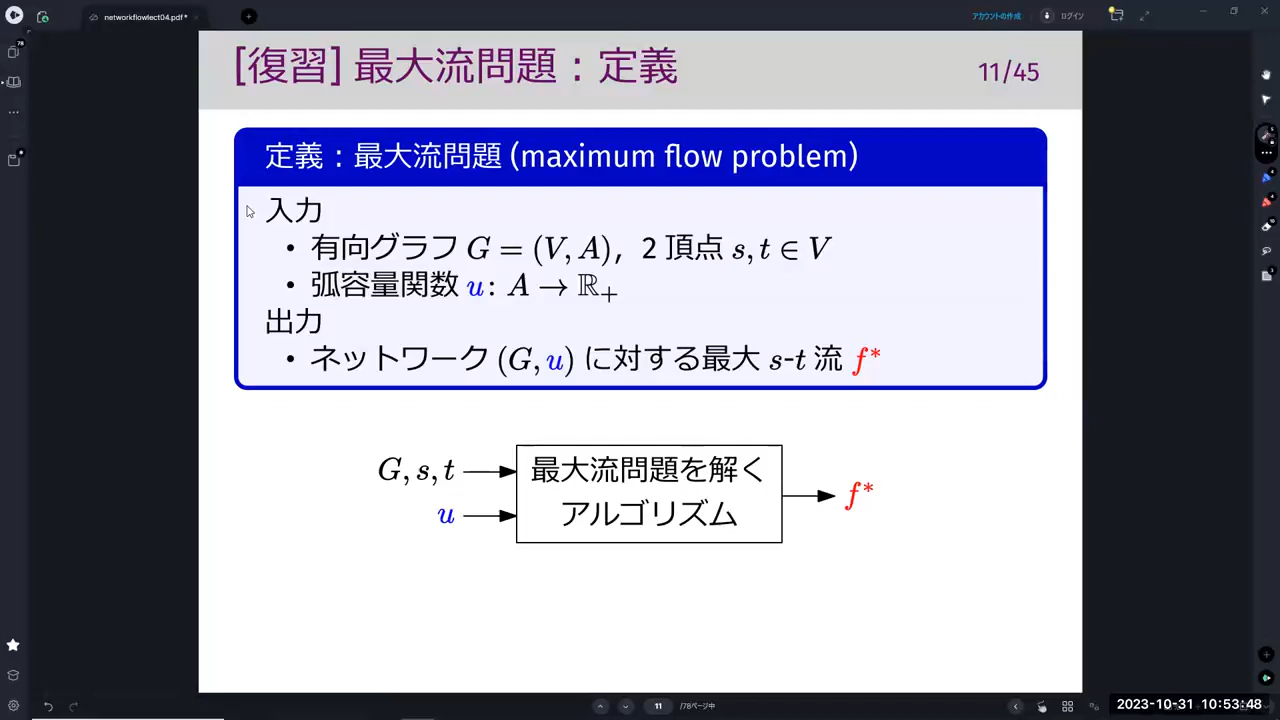 networkflowlect04.pdf*
アカウントの作成
ログイン
[復習] 最大流問題：定義
11/45
定義：最大流問題 (maximum flow problem)
入力
• 有向グラフ G = (V, A)，2 頂点 s, t ∈ V
• 弧容量関数 u: A → ℝ₊
出力
• ネットワーク (G, u) に対する最大 s-t 流 f*
G, s, t
u
最大流問題を解く
アルゴリズム
f*
11
/78ページ中
2023-10-31 10:53:48